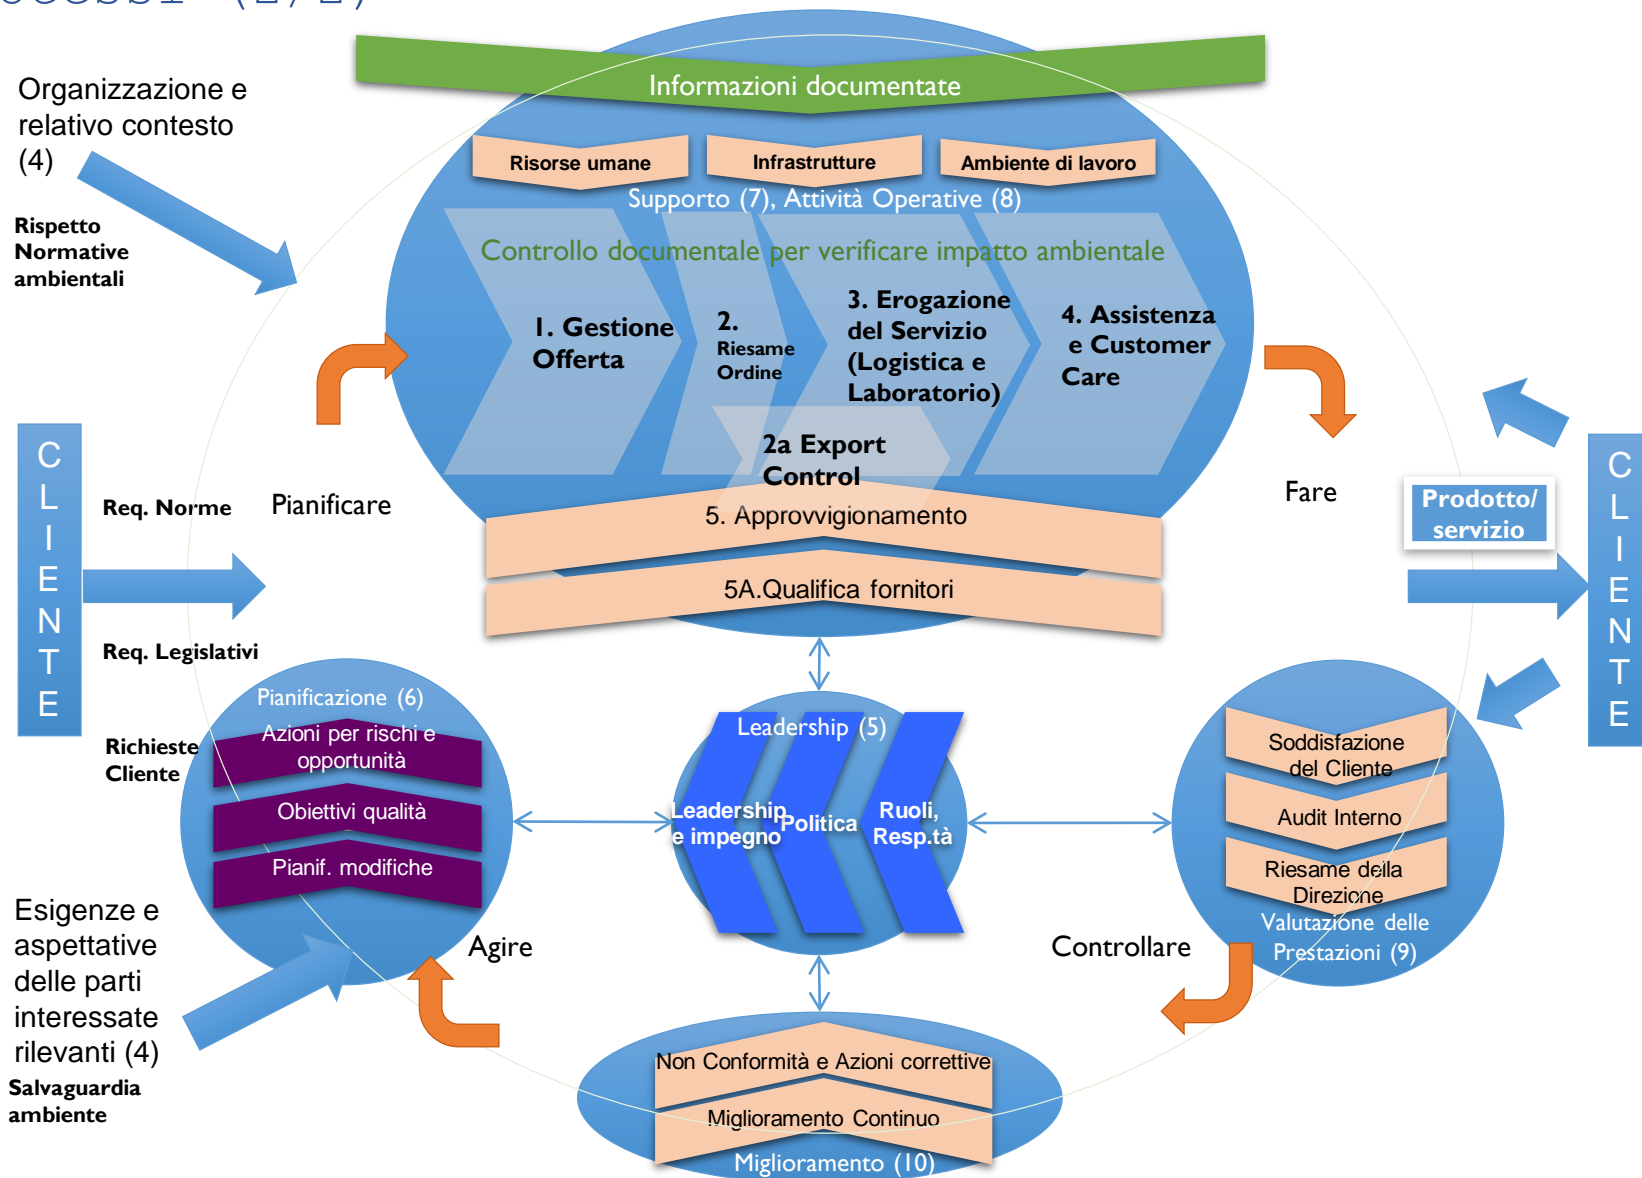 Informazioni documentate
Organizzazione e
relativo contesto
(4)
Rispetto
Normative
ambientali
Risorse umane
Infrastrutture
Ambiente di lavoro
Supporto (7), Attività Operative (8)
Controllo documentale per verificare impatto ambientale
1. Gestione
Offerta
2.
Riesame
Ordine
3. Erogazione
del Servizio
(Logistica e
Laboratorio)
4. Assistenza
e Customer
Care
2a Export
Control
5. Approvvigionamento
5A.Qualifica fornitori
C
L
I
E
N
T
E
Req. Norme
Pianificare
Req. Legislativi
Richieste
Cliente
Fare
Prodotto/
servizio
C
L
I
E
N
T
E
Pianificazione (6)
Azioni per rischi e
opportunità
Obiettivi qualità
Pianif. modifiche
Leadership (5)
Leadership
e impegno
Politica
Ruoli,
Resp.tà
Soddisfazione
del Cliente
Audit Interno
Riesame della
Direzione
Valutazione delle
Prestazioni (9)
Esigenze e
aspettative
delle parti
interessate
rilevanti (4)
Salvaguardia
ambiente
Agire
Controllare
Non Conformità e Azioni correttive
Miglioramento Continuo
Miglioramento (10)